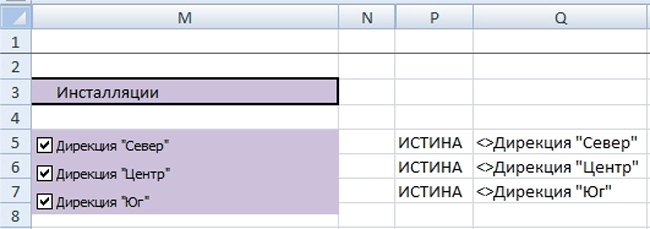 M N P Q
1
2
3 Инсталляции
4
5 Дирекция "Север" ИСТИНА <>Дирекция "Север"
6 Дирекция "Центр" ИСТИНА <>Дирекция "Центр"
7 Дирекция "Юг" ИСТИНА <>Дирекция "Юг"
8